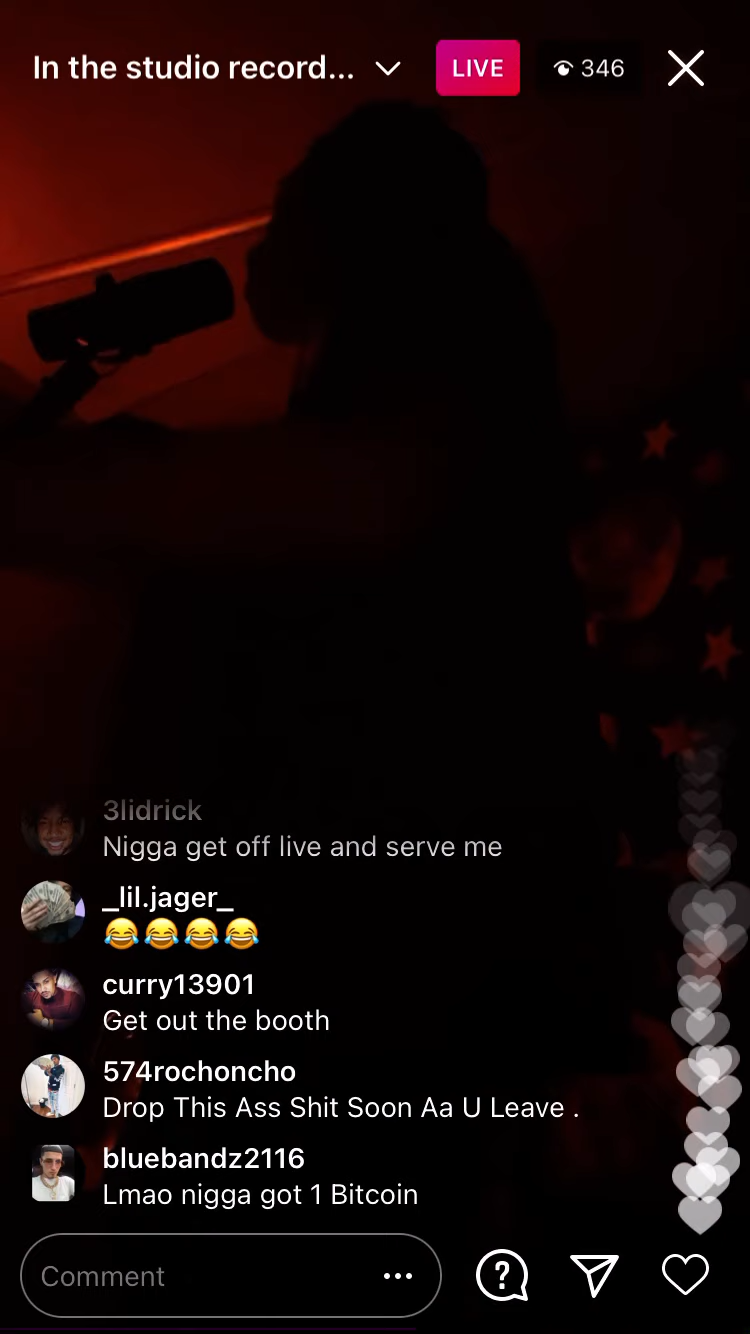 In the studio record... LIVE 346
3lidrick
Nigga get off live and serve me
_lil.jager_
😂😂😂😂
curry13901
Get out the booth
574rochoncho
Drop This Ass Shit Soon Aa U Leave .
bluebandz2116
Lmao nigga got 1 Bitcoin
Comment